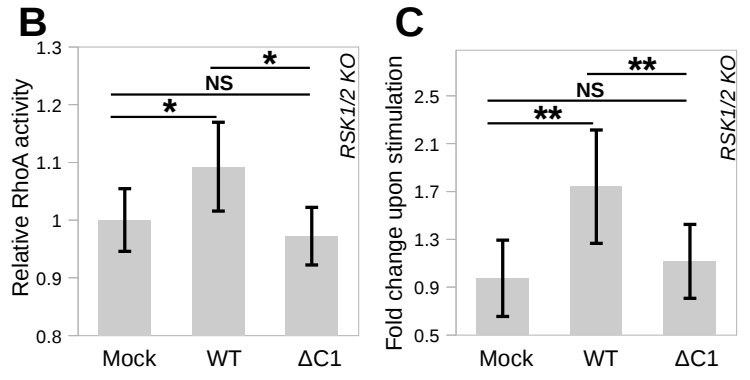 B
Relative RhoA activity
1.3
1.2
1.1
1
0.9
0.8
*
NS
*
RSK1/2 KO
Mock WT ΔC1
C
Fold change upon stimulation
2.5
2.1
1.7
1.3
0.9
0.5
**
NS
**
RSK1/2 KO
Mock WT ΔC1